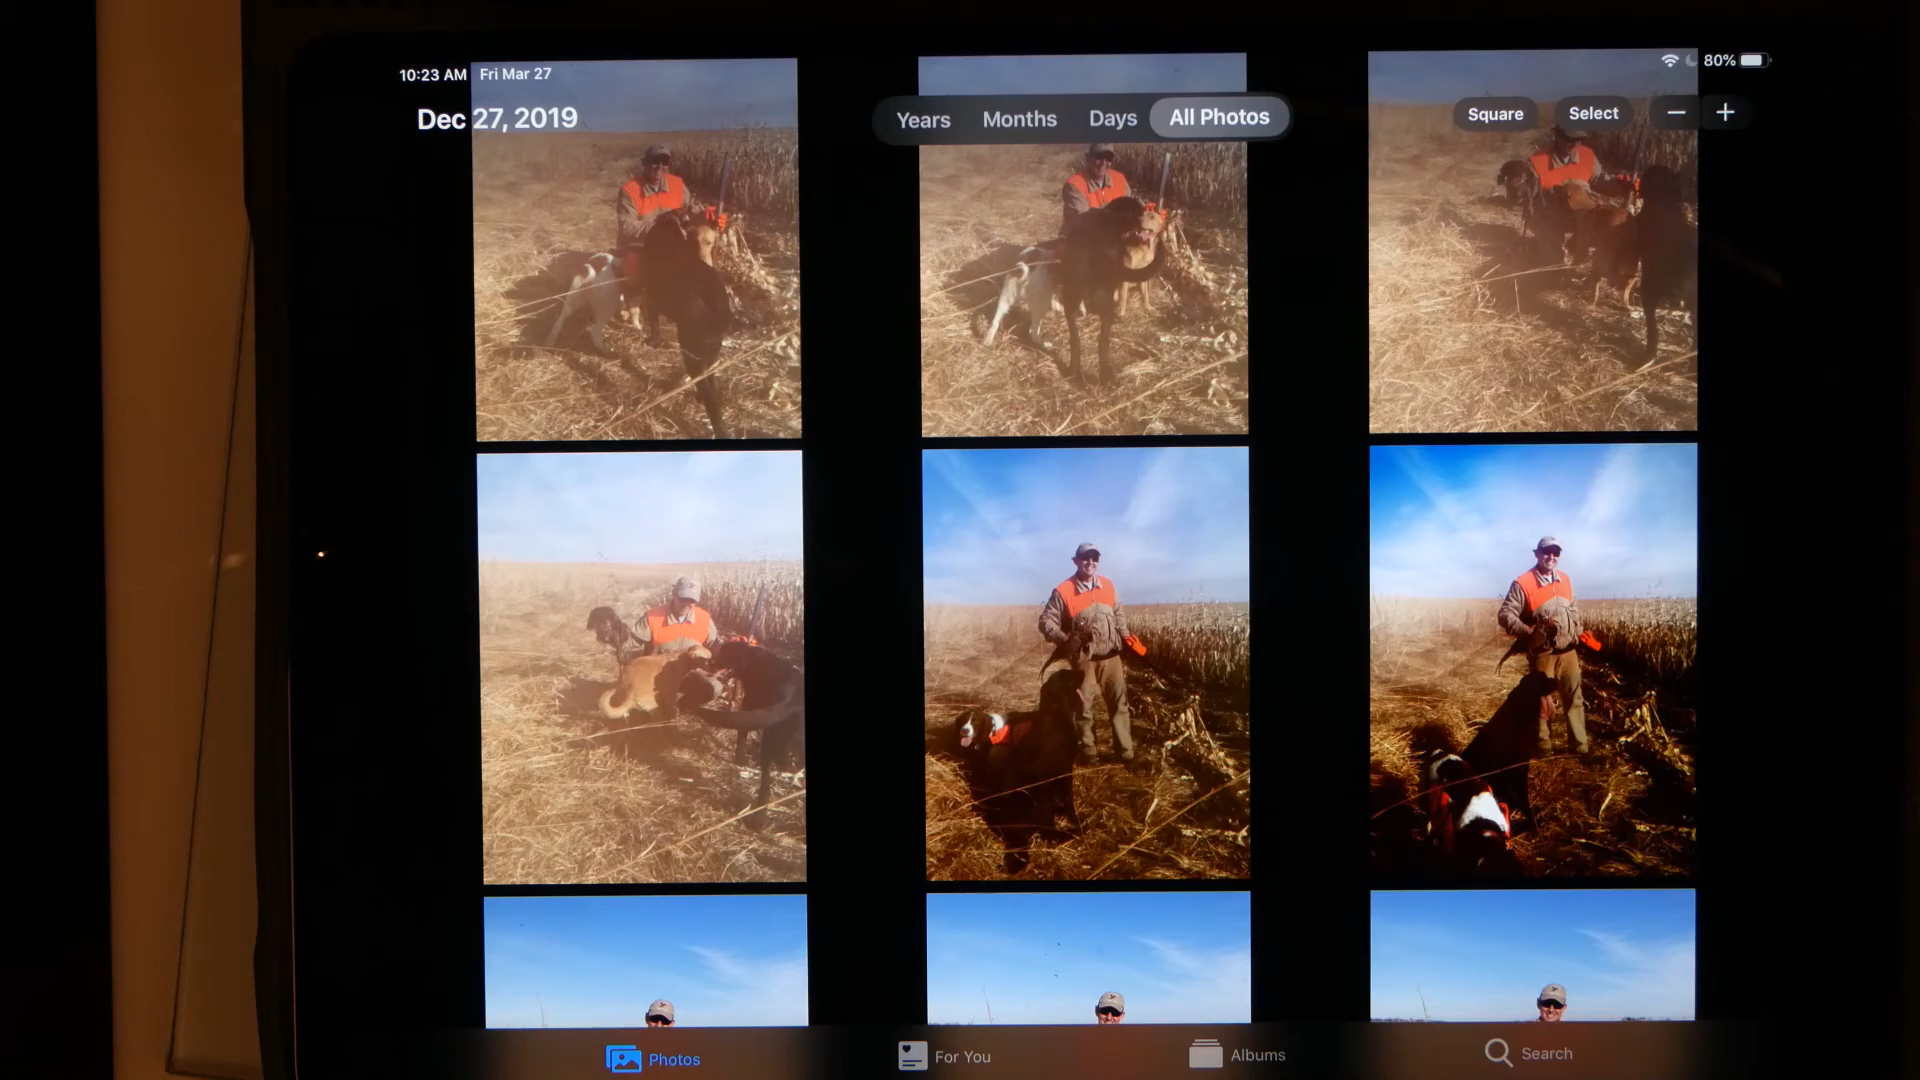 10:23 AM Fri Mar 27
80%
Dec 27, 2019
Years Months Days All Photos
Square Select − +
Photos For You Albums Search